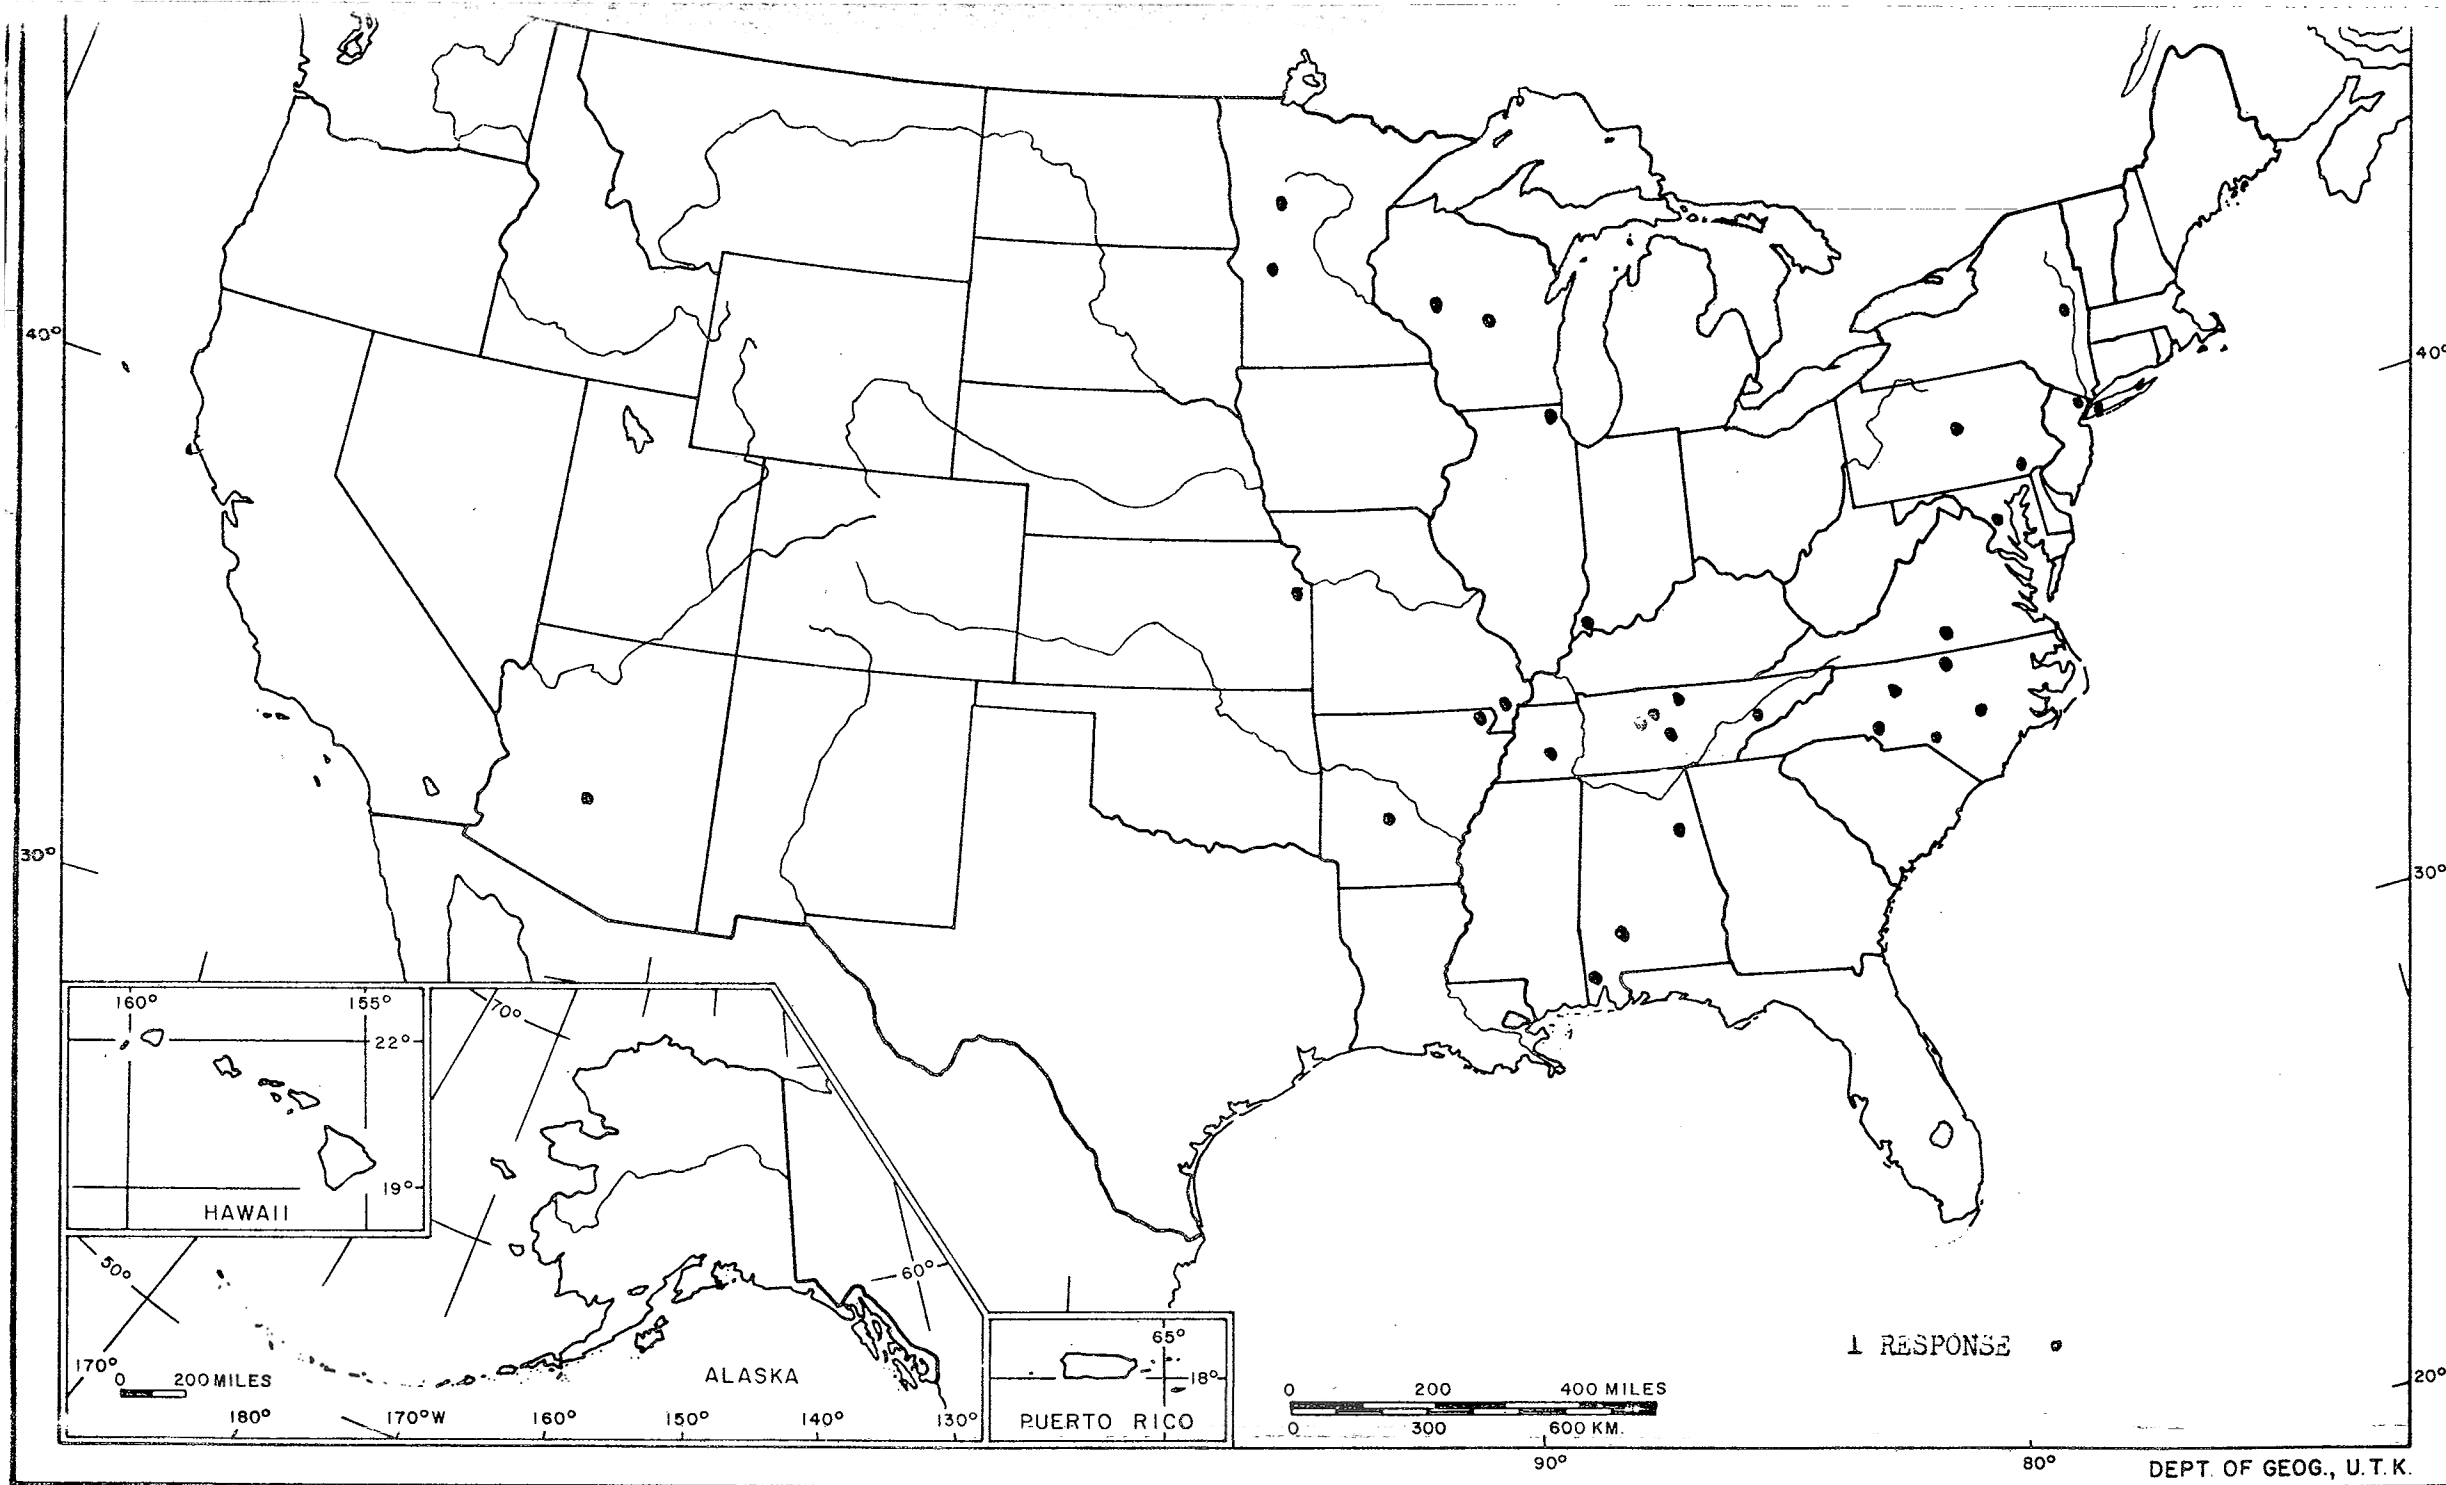 40°
40°
30°
30°
160°
155°
22°
19°
HAWAII
70°
50°
60°
170°
0 200 MILES
ALASKA
180°
170°W
160°
150°
140°
130°
65°
18°
PUERTO RICO
1 RESPONSE
0 200 400 MILES
0 300 600 KM.
20°
90°
80°
DEPT. OF GEOG., U.T.K.